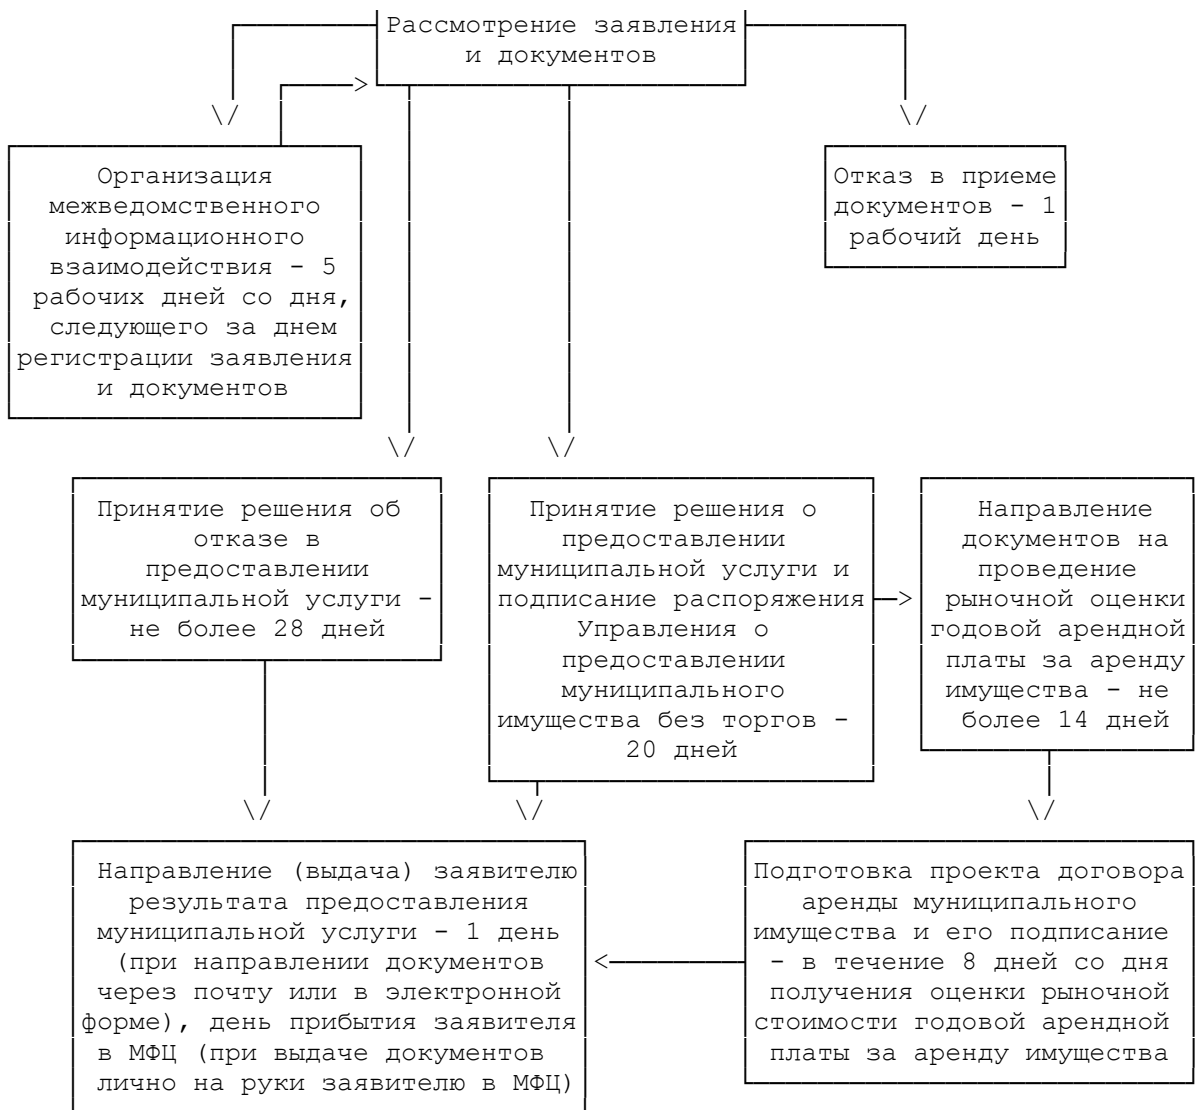 Рассмотрение заявления
и документов
Организация
межведомственного
информационного
взаимодействия - 5
рабочих дней со дня,
следующего за днем
регистрации заявления
и документов
Отказ в приеме
документов - 1
рабочий день
Принятие решения об
отказе в
предоставлении
муниципальной услуги -
не более 28 дней
Принятие решения о
предоставлении
муниципальной услуги и
подписание распоряжения
Управления о
предоставлении
муниципального
имущества без торгов -
20 дней
Направление
документов на
проведение
рыночной оценки
годовой арендной
платы за аренду
имущества - не
более 14 дней
Направление (выдача) заявителю
результата предоставления
муниципальной услуги - 1 день
(при направлении документов
через почту или в электронной
форме), день прибытия заявителя
в МФЦ (при выдаче документов
лично на руки заявителю в МФЦ)
Подготовка проекта договора
аренды муниципального
имущества и его подписание
- в течение 8 дней со дня
получения оценки рыночной
стоимости годовой арендной
платы за аренду имущества